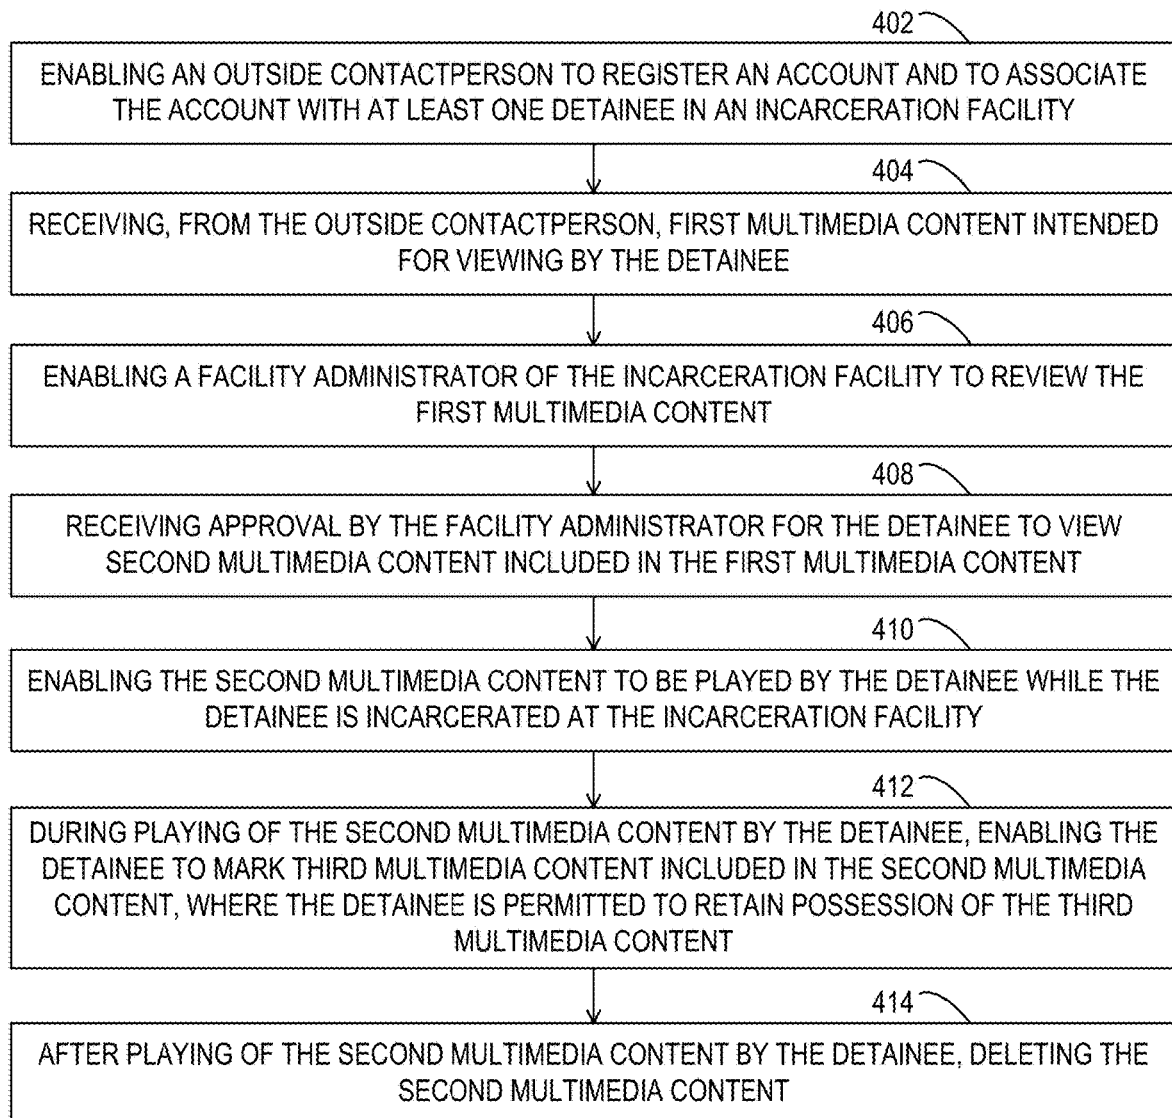 402
ENABLING AN OUTSIDE CONTACTPERSON TO REGISTER AN ACCOUNT AND TO ASSOCIATE
THE ACCOUNT WITH AT LEAST ONE DETAINEE IN AN INCARCERATION FACILITY
404
RECEIVING, FROM THE OUTSIDE CONTACTPERSON, FIRST MULTIMEDIA CONTENT INTENDED
FOR VIEWING BY THE DETAINEE
406
ENABLING A FACILITY ADMINISTRATOR OF THE INCARCERATION FACILITY TO REVIEW THE
FIRST MULTIMEDIA CONTENT
408
RECEIVING APPROVAL BY THE FACILITY ADMINISTRATOR FOR THE DETAINEE TO VIEW
SECOND MULTIMEDIA CONTENT INCLUDED IN THE FIRST MULTIMEDIA CONTENT
410
ENABLING THE SECOND MULTIMEDIA CONTENT TO BE PLAYED BY THE DETAINEE WHILE THE
DETAINEE IS INCARCERATED AT THE INCARCERATION FACILITY
412
DURING PLAYING OF THE SECOND MULTIMEDIA CONTENT BY THE DETAINEE, ENABLING THE
DETAINEE TO MARK THIRD MULTIMEDIA CONTENT INCLUDED IN THE SECOND MULTIMEDIA
CONTENT, WHERE THE DETAINEE IS PERMITTED TO RETAIN POSSESSION OF THE THIRD
MULTIMEDIA CONTENT
414
AFTER PLAYING OF THE SECOND MULTIMEDIA CONTENT BY THE DETAINEE, DELETING THE
SECOND MULTIMEDIA CONTENT